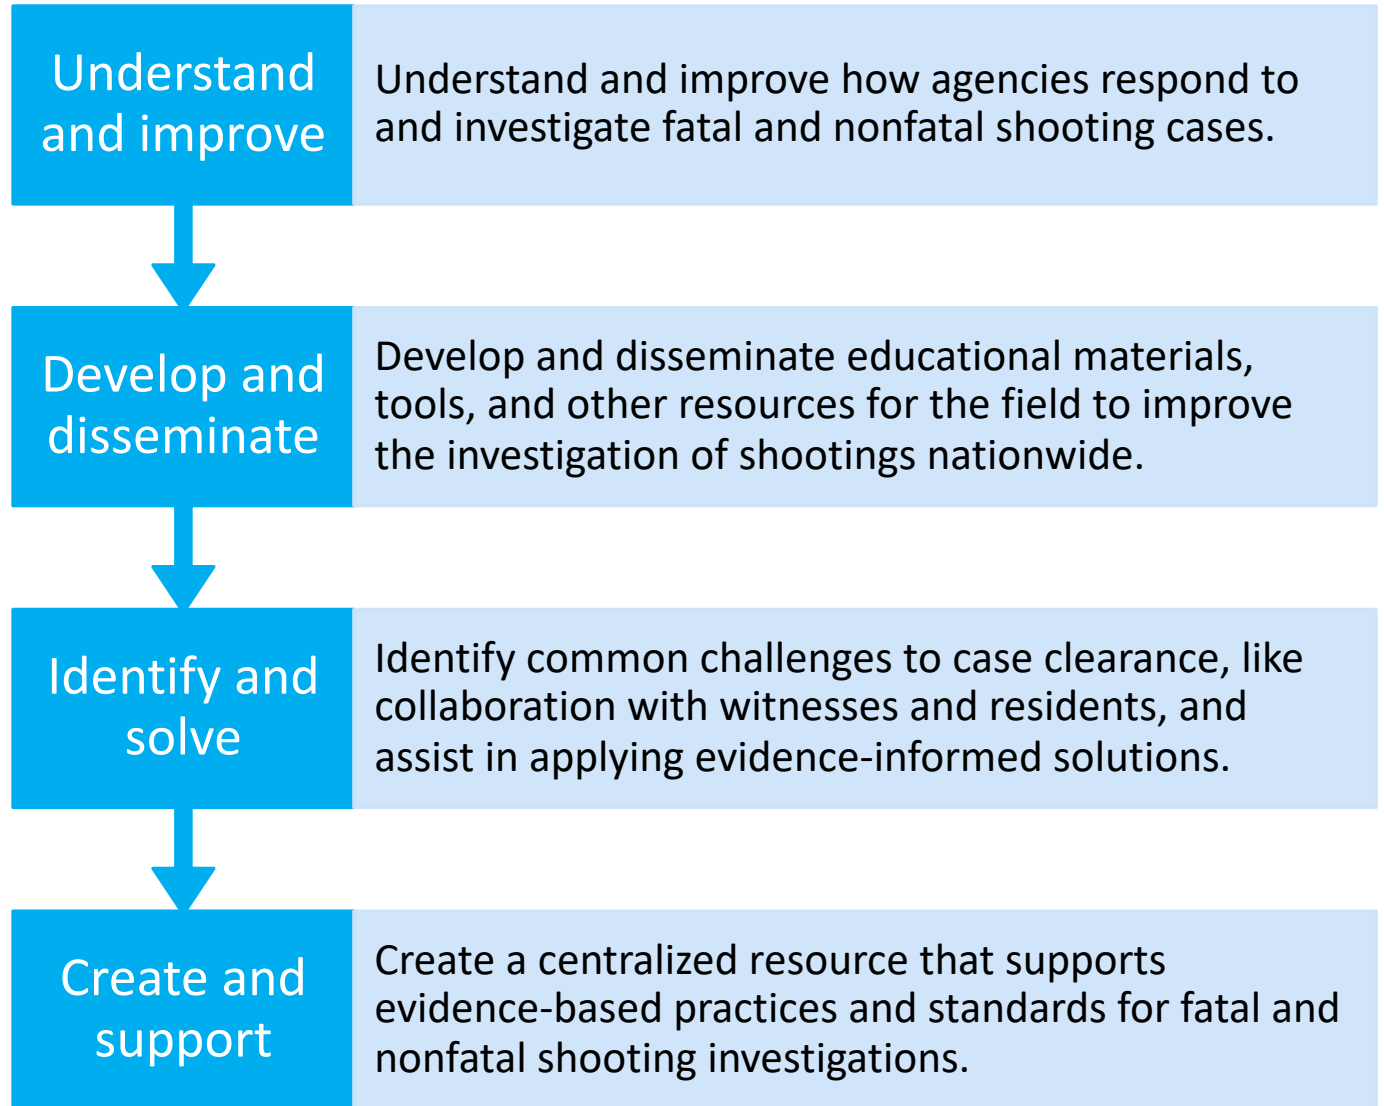 Understand
and improve
Understand and improve how agencies respond to
and investigate fatal and nonfatal shooting cases.
Develop and
disseminate
Develop and disseminate educational materials,
tools, and other resources for the field to improve
the investigation of shootings nationwide.
Identify and
solve
Identify common challenges to case clearance, like
collaboration with witnesses and residents, and
assist in applying evidence-informed solutions.
Create and
support
Create a centralized resource that supports
evidence-based practices and standards for fatal and
nonfatal shooting investigations.